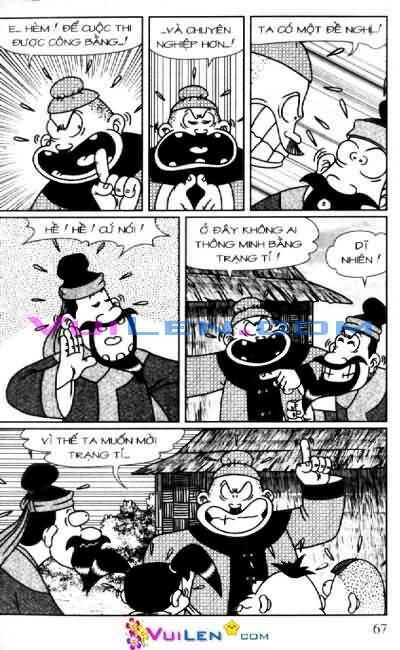 E... HÈM! ĐỂ CUỘC THI
ĐƯỢC CÔNG BẰNG...!
...VÀ CHUYÊN
NGHIỆP HƠN...!
TA CÓ MỘT ĐỀ NGHỊ!
HỀ! HỀ! CỨ NÓI!
Ở ĐÂY KHÔNG AI
THÔNG MINH BẰNG
TRẠNG TÍ!
DĨ
NHIÊN!
VUILEN.COM
VÌ THẾ TA MUỐN MỜI
TRẠNG TÍ...
67
VUILEN.COM